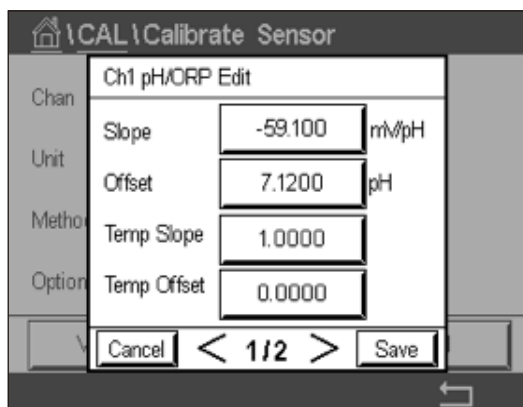 \CAL\Calibrate Sensor
Ch1 pH/ORP Edit
Chan
Slope -59.100 mV/pH
Unit
Offset 7.1200 pH
Temp Slope 1.0000
Option
Temp Offset 0.0000
Cancel < 1/2 > Save